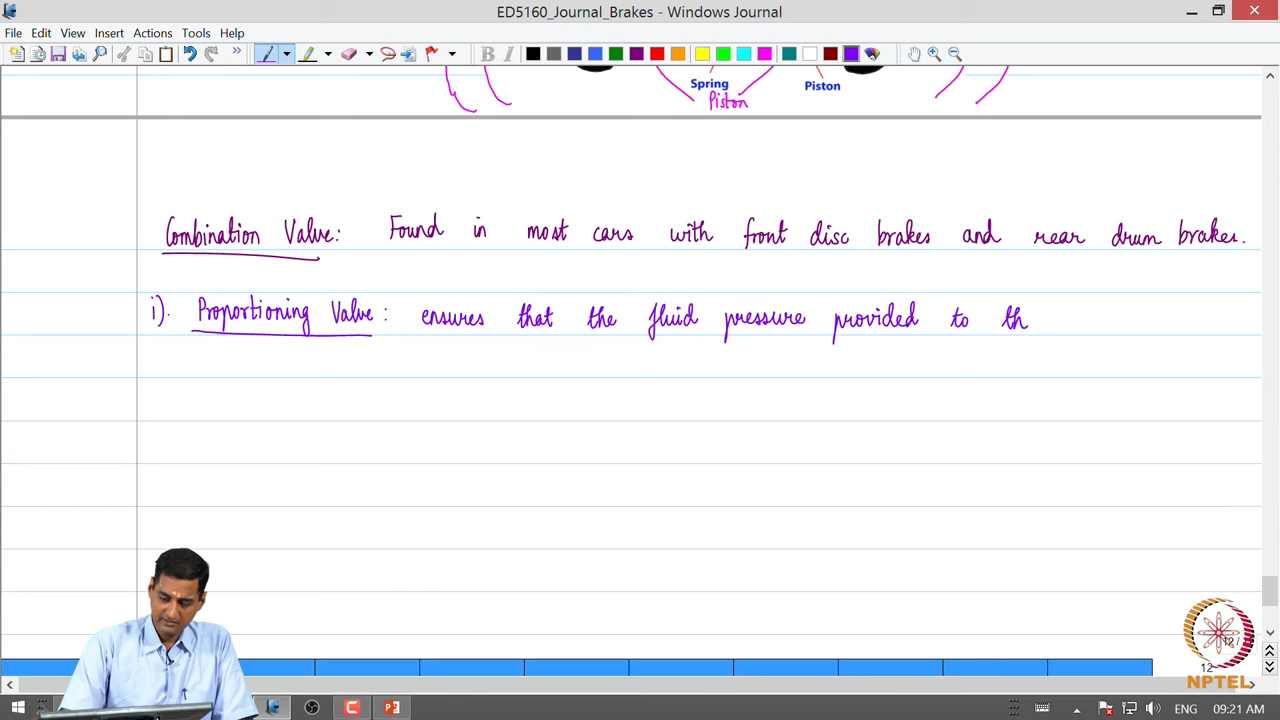 ED5160_Journal_Brakes - Windows Journal
File Edit View Insert Actions Tools Help
Spring Piston
Piston
Combination Valve: Found in most cars with front disc brakes and rear drum brakes.
i). Proportioning Valve: ensures that the fluid pressure provided to th
12
12 /
NPTEL
ENG 09:21 AM